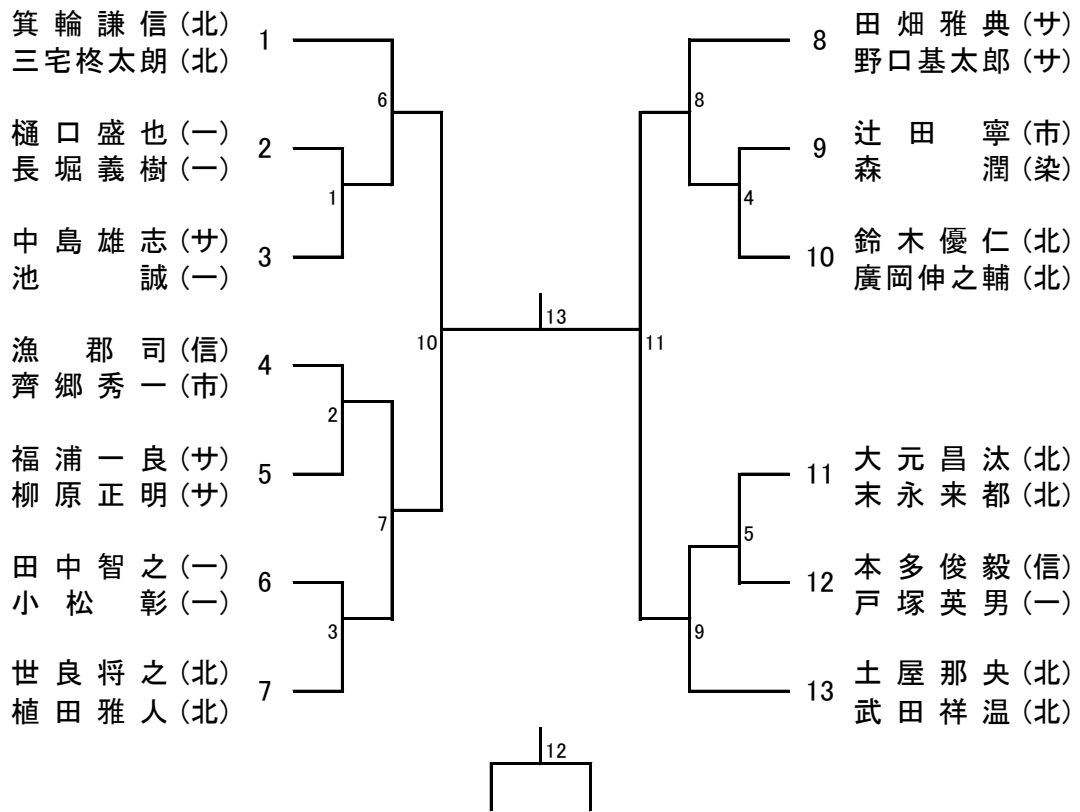 箕輪謙信(北)
三宅柊太朗(北)
1
樋口盛也(一)
長堀義樹(一)
2
中島雄志(サ)
池 誠(一)
3
漁 郡司(信)
齊郷秀一(市)
4
福浦一良(サ)
柳原正明(サ)
5
田中智之(一)
小松 彰(一)
6
世良将之(北)
植田雅人(北)
7
6
1
2
7
3
10
13
12
11
8
4
5
9
8
田畑雅典(サ)
野口基太郎(サ)
9
辻田 寧(市)
森 潤(染)
10
鈴木優仁(北)
廣岡伸之輔(北)
11
大元昌汰(北)
末永来都(北)
12
本多俊毅(信)
戸塚英男(一)
13
土屋那央(北)
武田祥温(北)